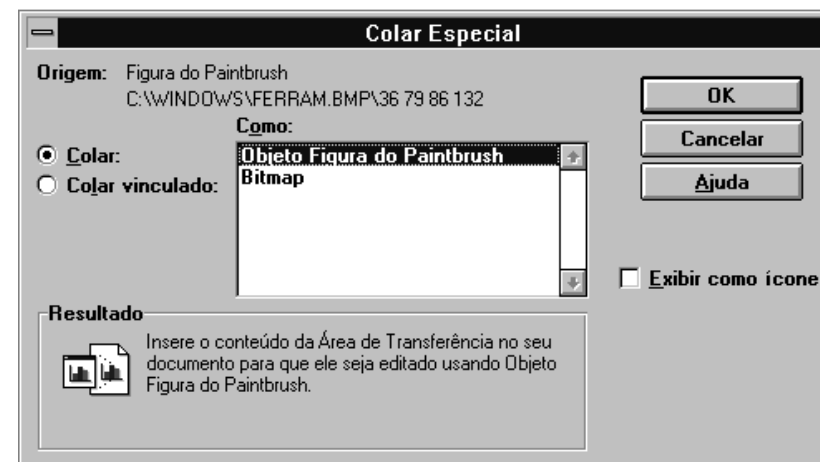 Colar Especial
Origem: Figura do Paintbrush
C:\WINDOWS\FERRAM.BMP\36 79 86 132
Como:
Colar:
Colar vinculado:
Objeto Figura do Paintbrush
Bitmap
OK
Cancelar
Ajuda
Exibir como ícone
Resultado
Insere o conteúdo da Área de Transferência no seu
documento para que ele seja editado usando Objeto
Figura do Paintbrush.